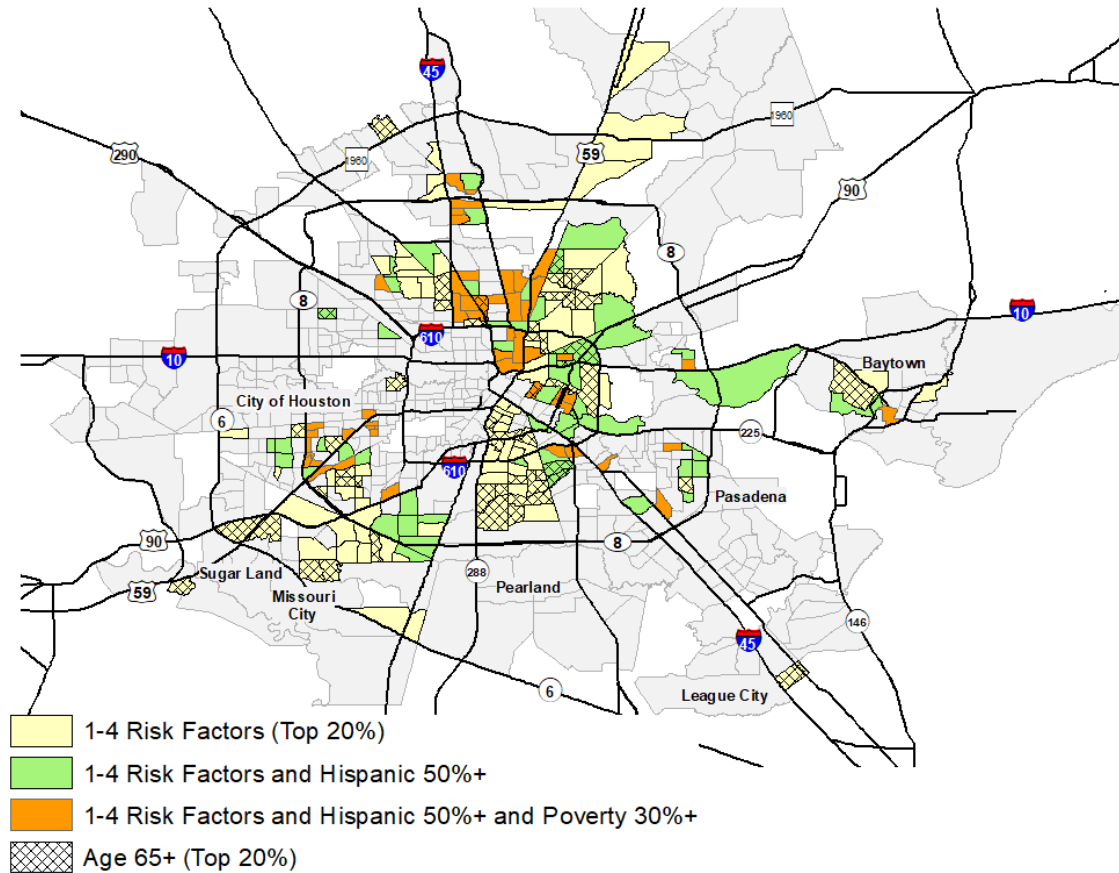 45
1960
290
59
1960
90
8
8
610
10
10
Baytown
City of Houston
6
225
610
Pasadena
90
8
Sugar Land
288
Pearland
59
Missouri
City
146
45
6
League City
1-4 Risk Factors (Top 20%)
1-4 Risk Factors and Hispanic 50%+
1-4 Risk Factors and Hispanic 50%+ and Poverty 30%+
Age 65+ (Top 20%)